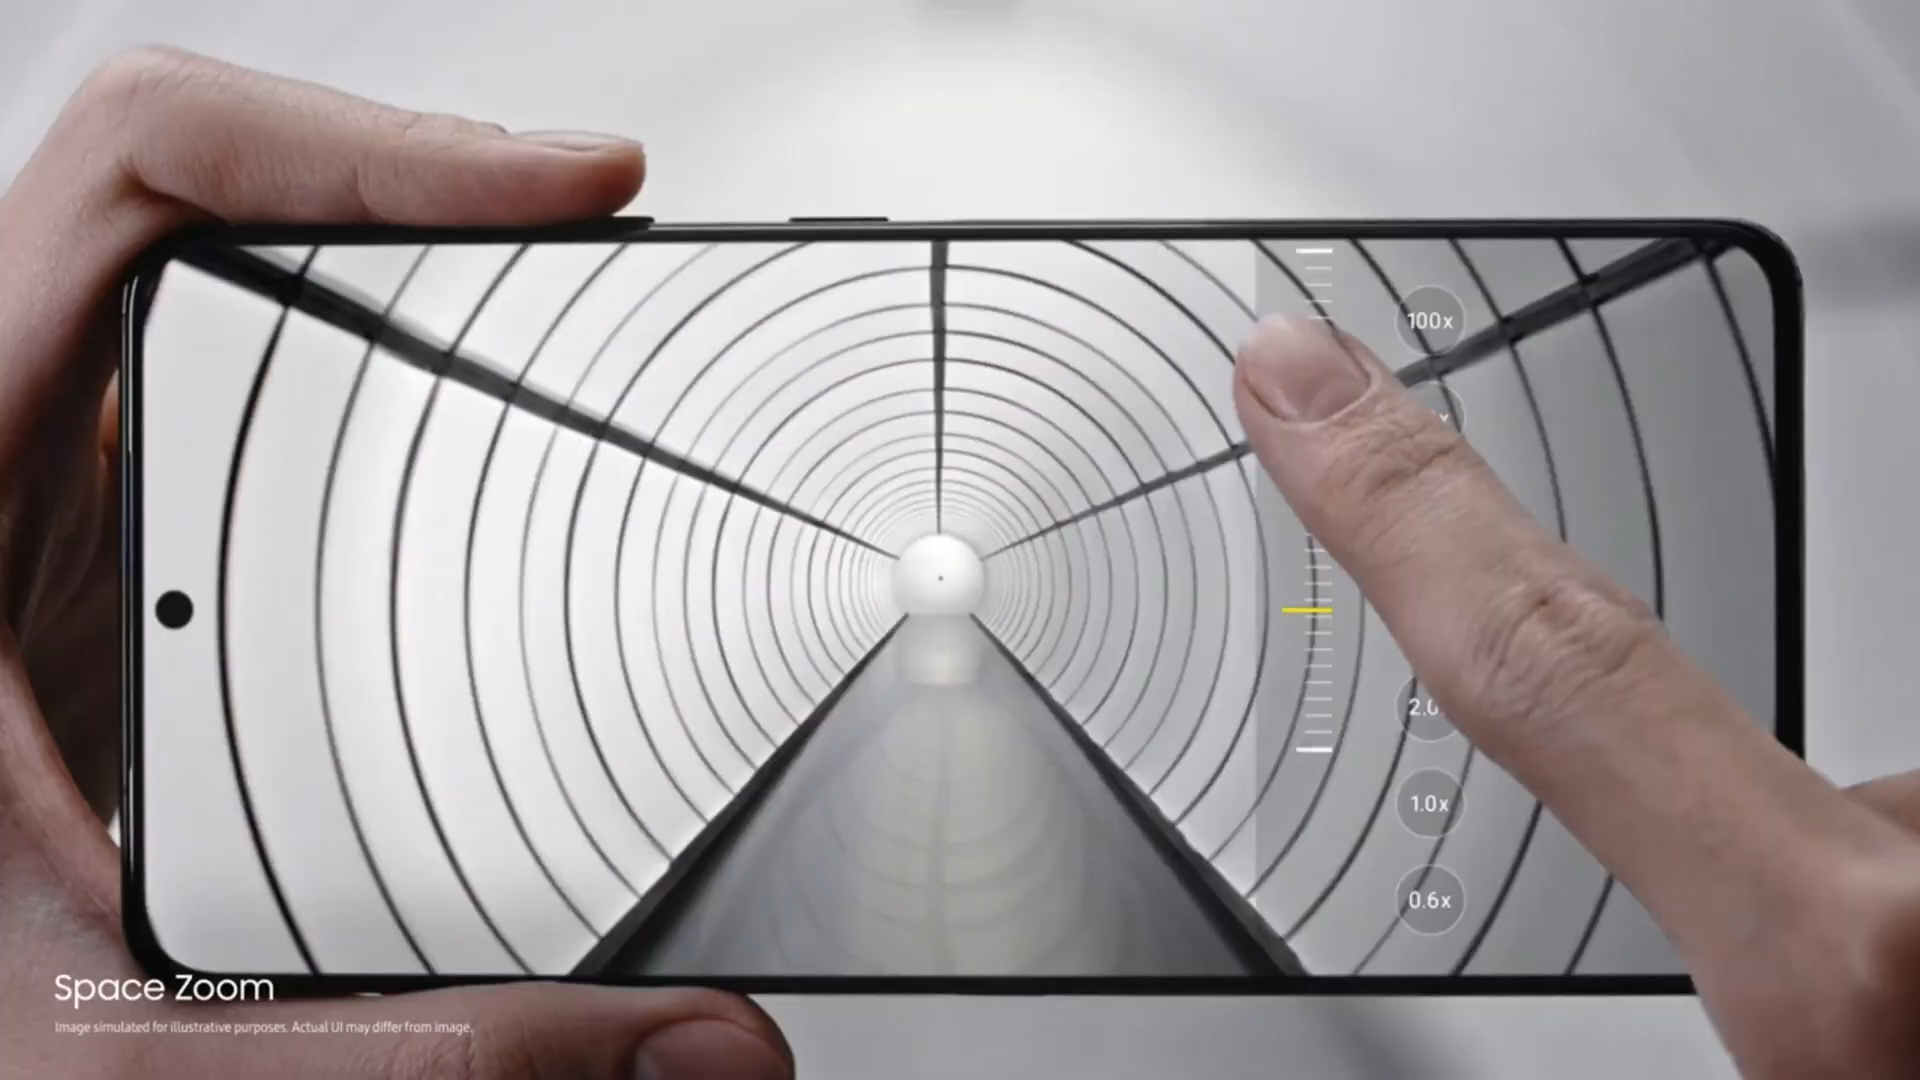 100x
2.0
1.0x
0.6x
Space Zoom
Image simulated for illustrative purposes. Actual UI may differ from image.